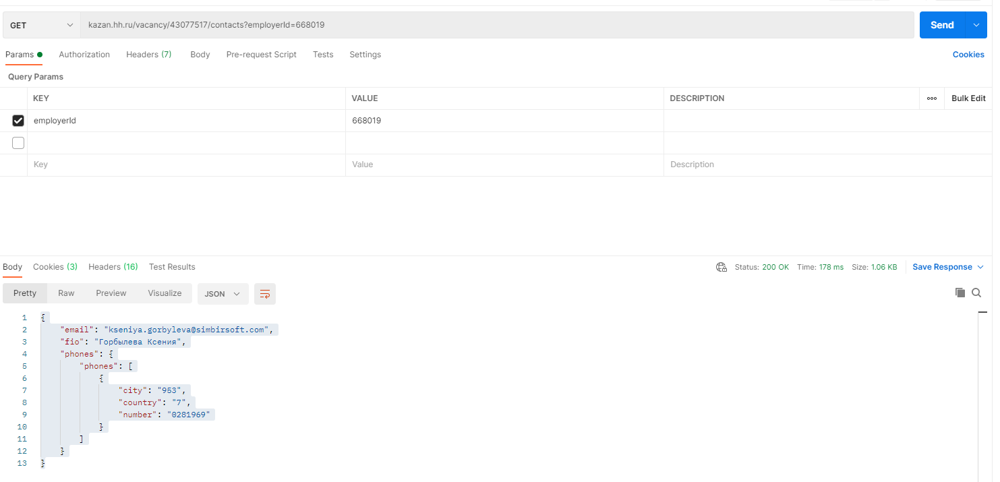 GET kazan.hh.ru/vacancy/43077517/contacts?employerId=668019 Send
Params Authorization Headers (7) Body Pre-request Script Tests Settings Cookies
Query Params
KEY VALUE DESCRIPTION Bulk Edit
employerId 668019
Key Value Description
Body Cookies (3) Headers (16) Test Results Status: 200 OK Time: 178 ms Size: 1.06 KB Save Response
Pretty Raw Preview Visualize JSON
1 {
2 "email": "kseniya.gorbyleva@simbirsoft.com",
3 "fio": "Горбылева Ксения",
4 "phones": {
5 "phones": [
6 {
7 "city": "953",
8 "country": "7",
9 "number": "0281969"
10 }
11 ]
12 }
13 }